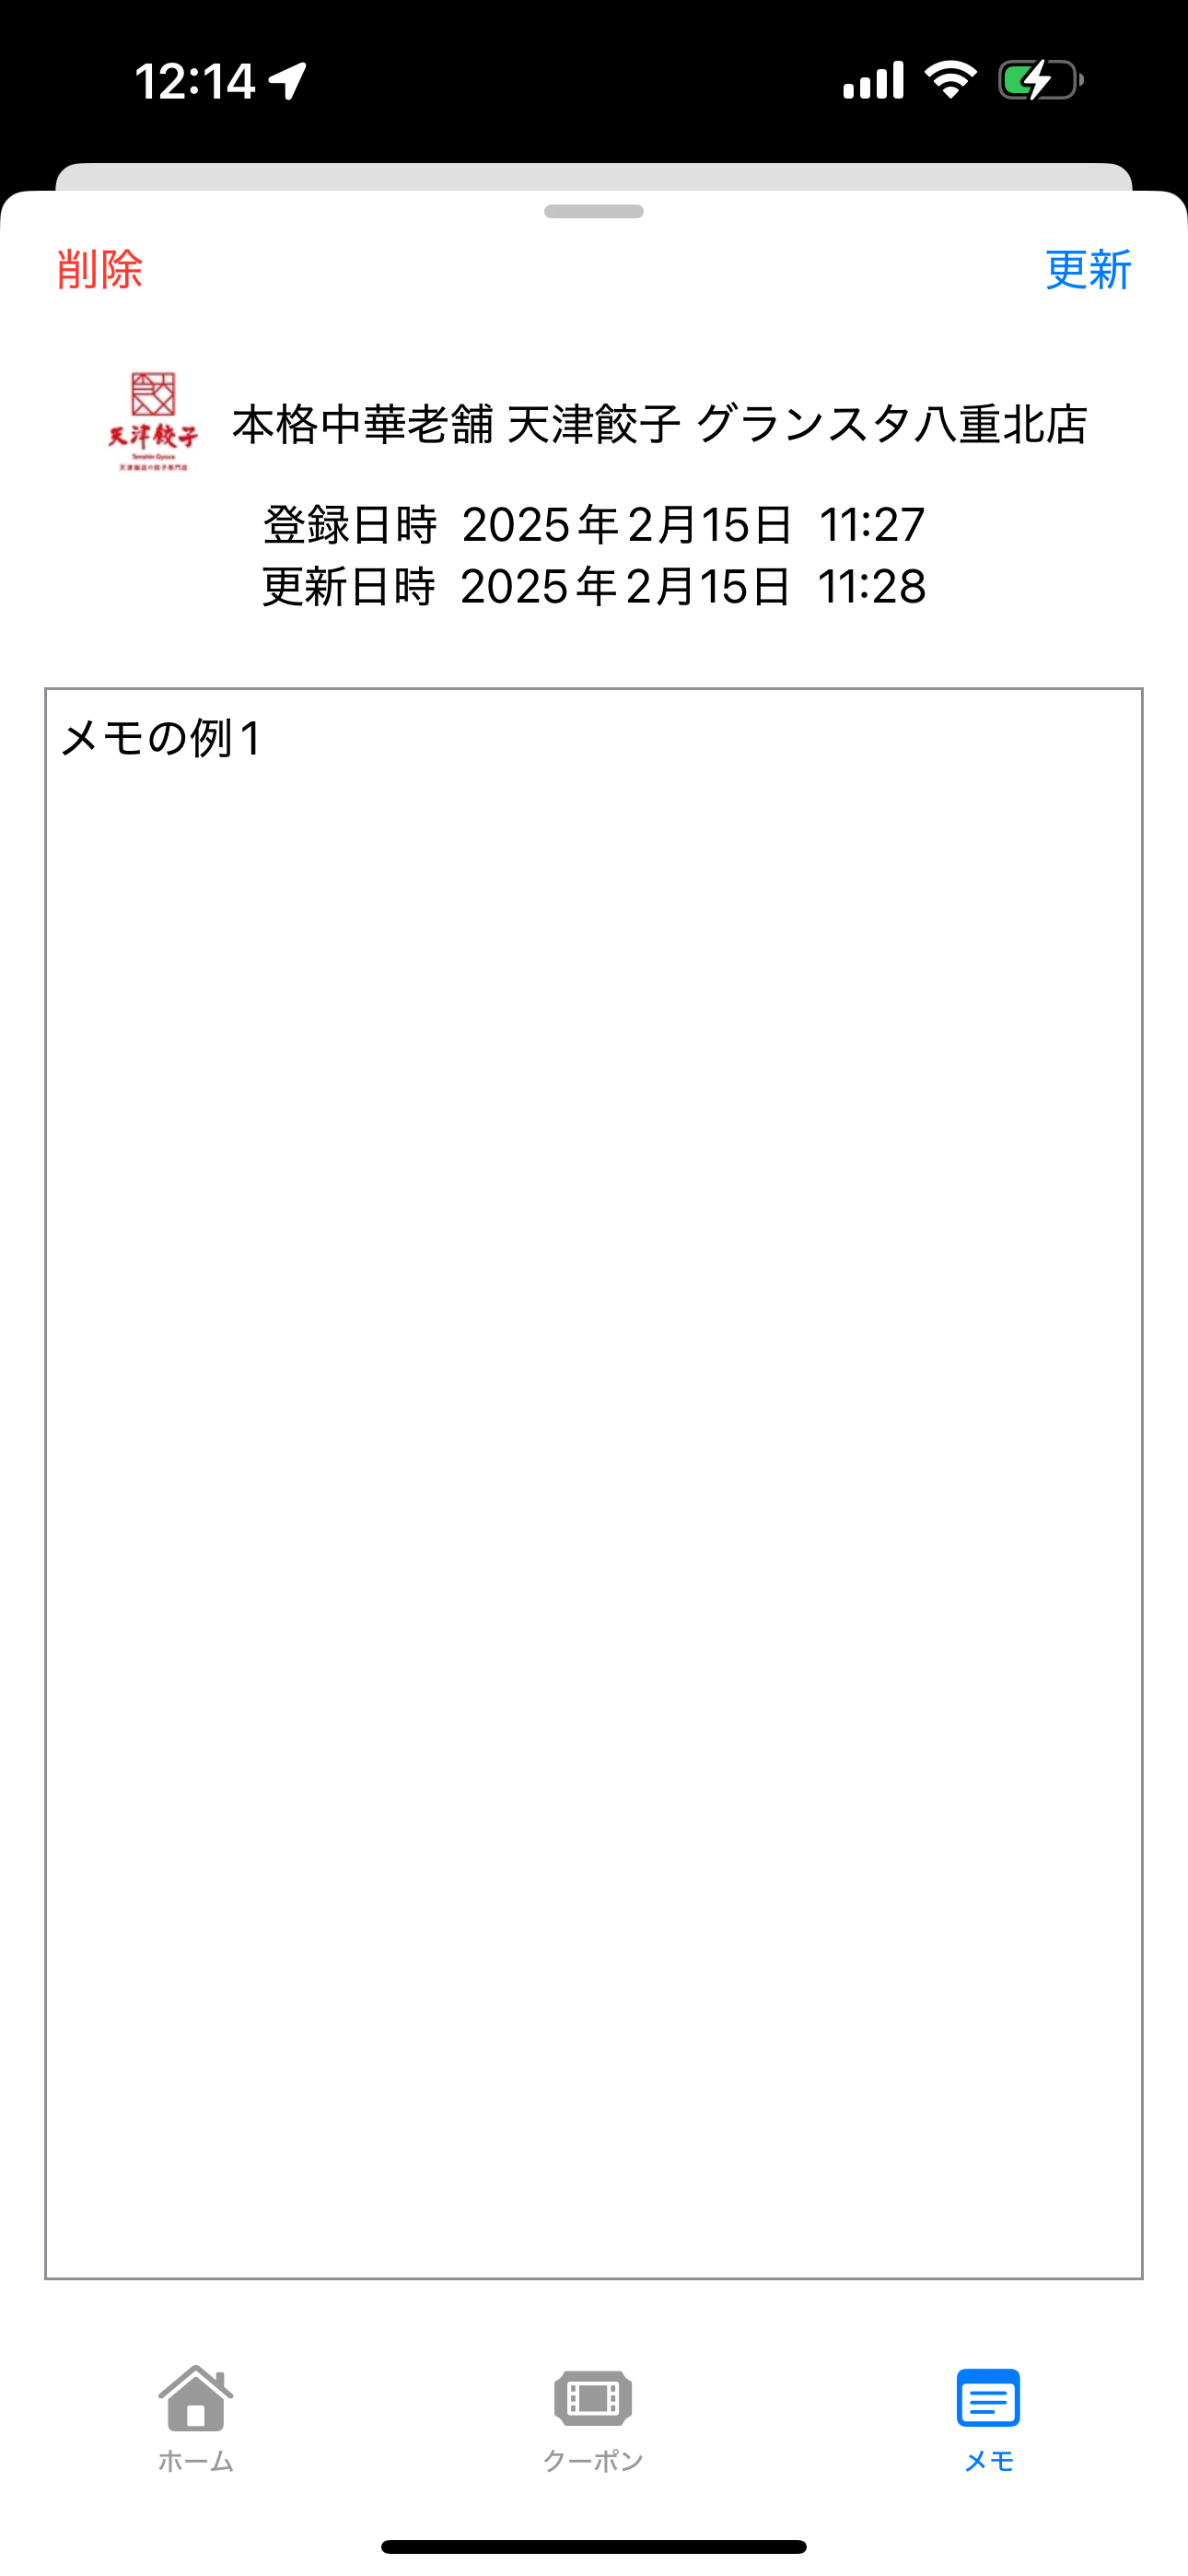 12:14
削除
更新
天津餃子
Tenshin Gyoza
本格中華老舗 天津餃子 グランスタ八重北店
登録日時 2025年2月15日 11:27
更新日時 2025年2月15日 11:28
メモの例1
ホーム
クーポン
メモ